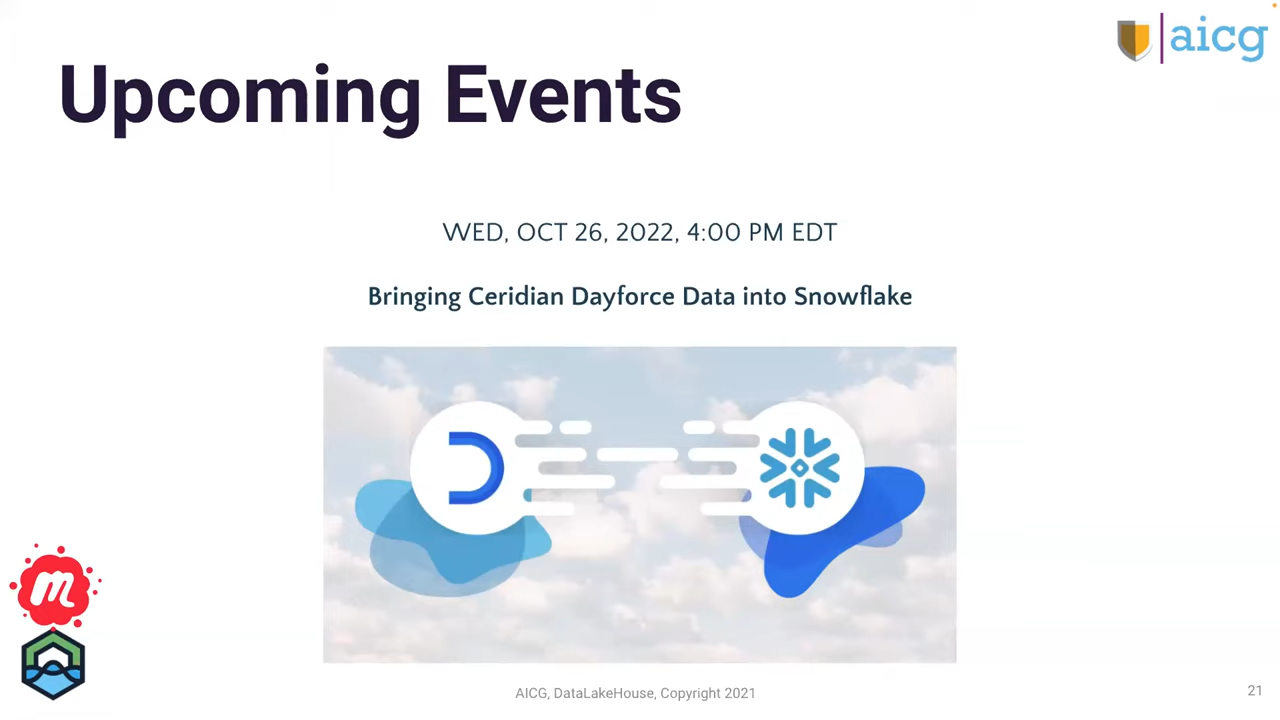 aicg
Upcoming Events
WED, OCT 26, 2022, 4:00 PM EDT
Bringing Ceridian Dayforce Data into Snowflake
D
m
AICG, DataLakeHouse, Copyright 2021
21